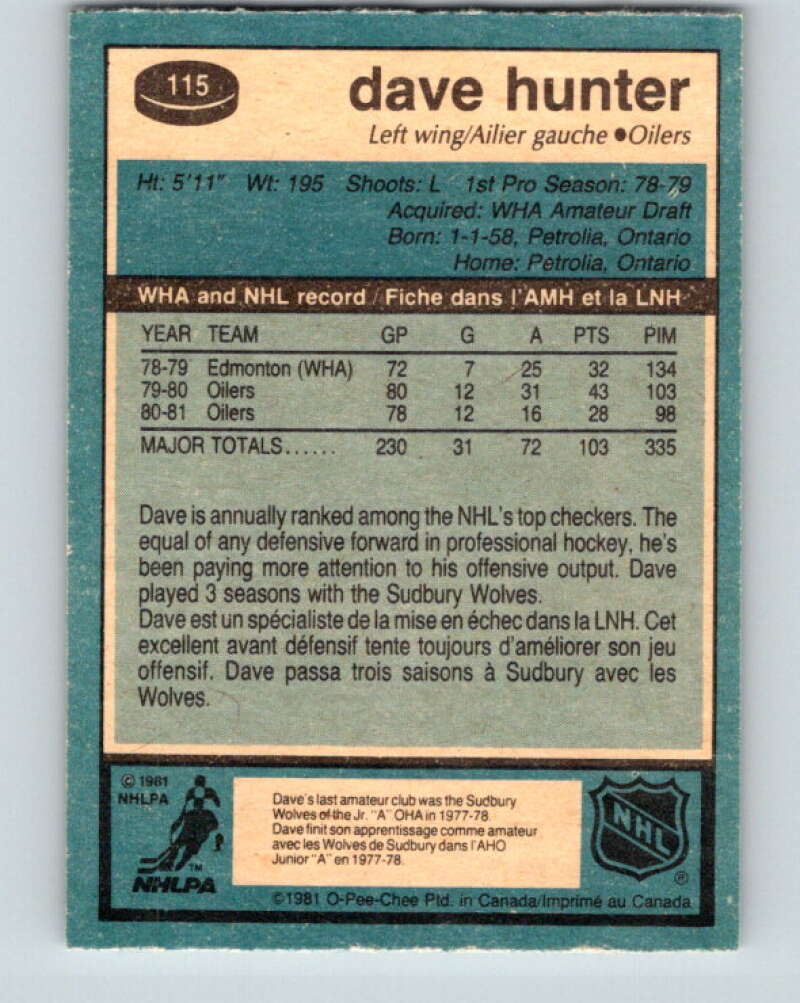 115
dave hunter
Left wing/Ailier gauche ●Oilers
Ht: 5'11" Wt: 195 Shoots: L 1st Pro Season: 78-79
Acquired: WHA Amateur Draft
Born: 1-1-58, Petrolia, Ontario
Home: Petrolia, Ontario
WHA and NHL record / Fiche dans l'AMH et la LNH
YEAR TEAM GP G A PTS PIM
78-79 Edmonton (WHA) 72 7 25 32 134
79-80 Oilers 80 12 31 43 103
80-81 Oilers 78 12 16 28 98
MAJOR TOTALS...... 230 31 72 103 335
Dave is annually ranked among the NHL's top checkers. The
equal of any defensive forward in professional hockey, he's
been paying more attention to his offensive output. Dave
played 3 seasons with the Sudbury Wolves.
Dave est un spécialiste de la mise en échec dans la LNH. Cet
excellent avant défensif tente toujours d'améliorer son jeu
offensif. Dave passa trois saisons à Sudbury avec les
Wolves.
© 1981
NHLPA
TM
NHLPA
Dave's last amateur club was the Sudbury
Wolves of the Jr. "A" OHA in 1977-78.
Dave finit son apprentissage comme amateur
avec les Wolves de Sudbury dans l'AHO
Junior "A" en 1977-78.
NHL
®
©1981 O-Pee-Chee Ptd. in Canada/Imprimé au Canada